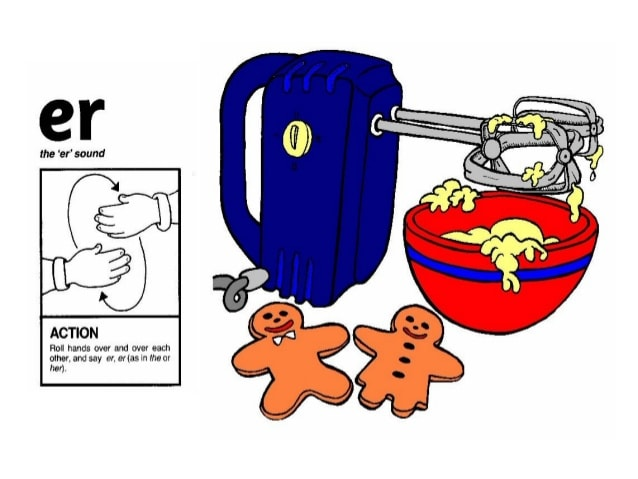 er
the 'er' sound
ACTION
Roll hands over and over each
other, and say er, er (as in the or
her).